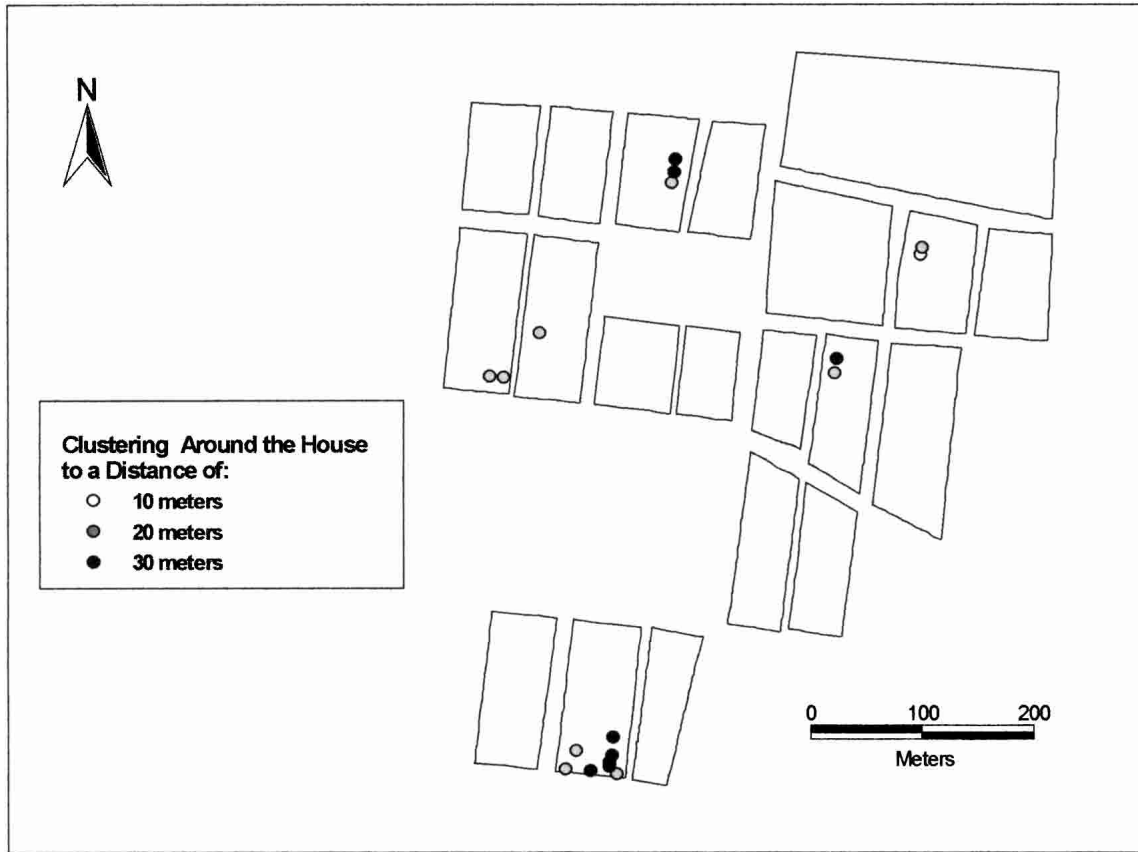 N
Clustering Around the House
to a Distance of:
10 meters
20 meters
30 meters
0 100 200
Meters